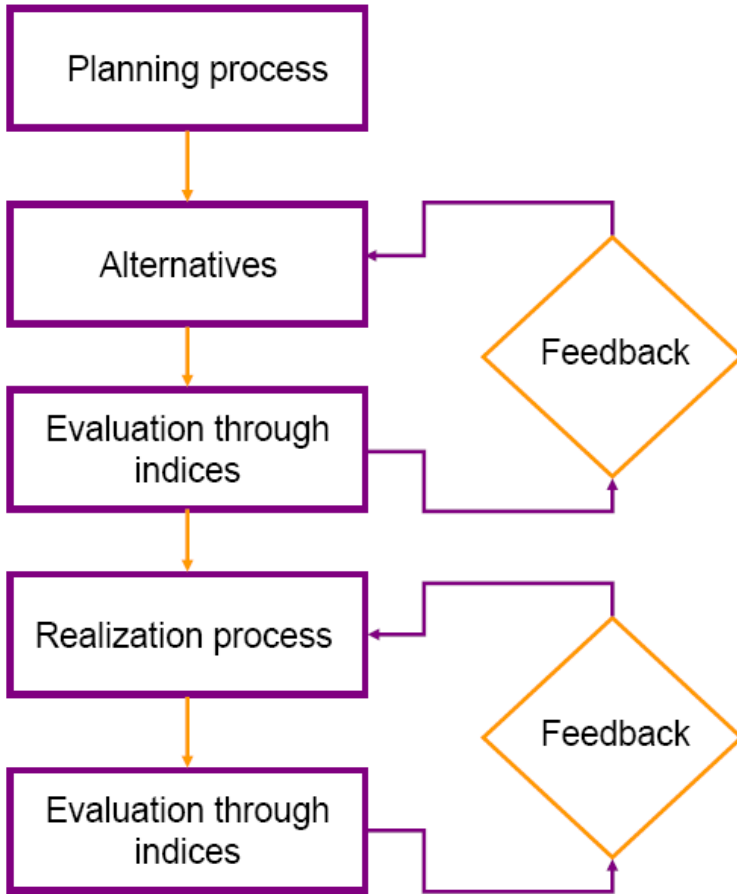 Planning process
Alternatives
Feedback
Evaluation through
indices
Realization process
Feedback
Evaluation through
indices